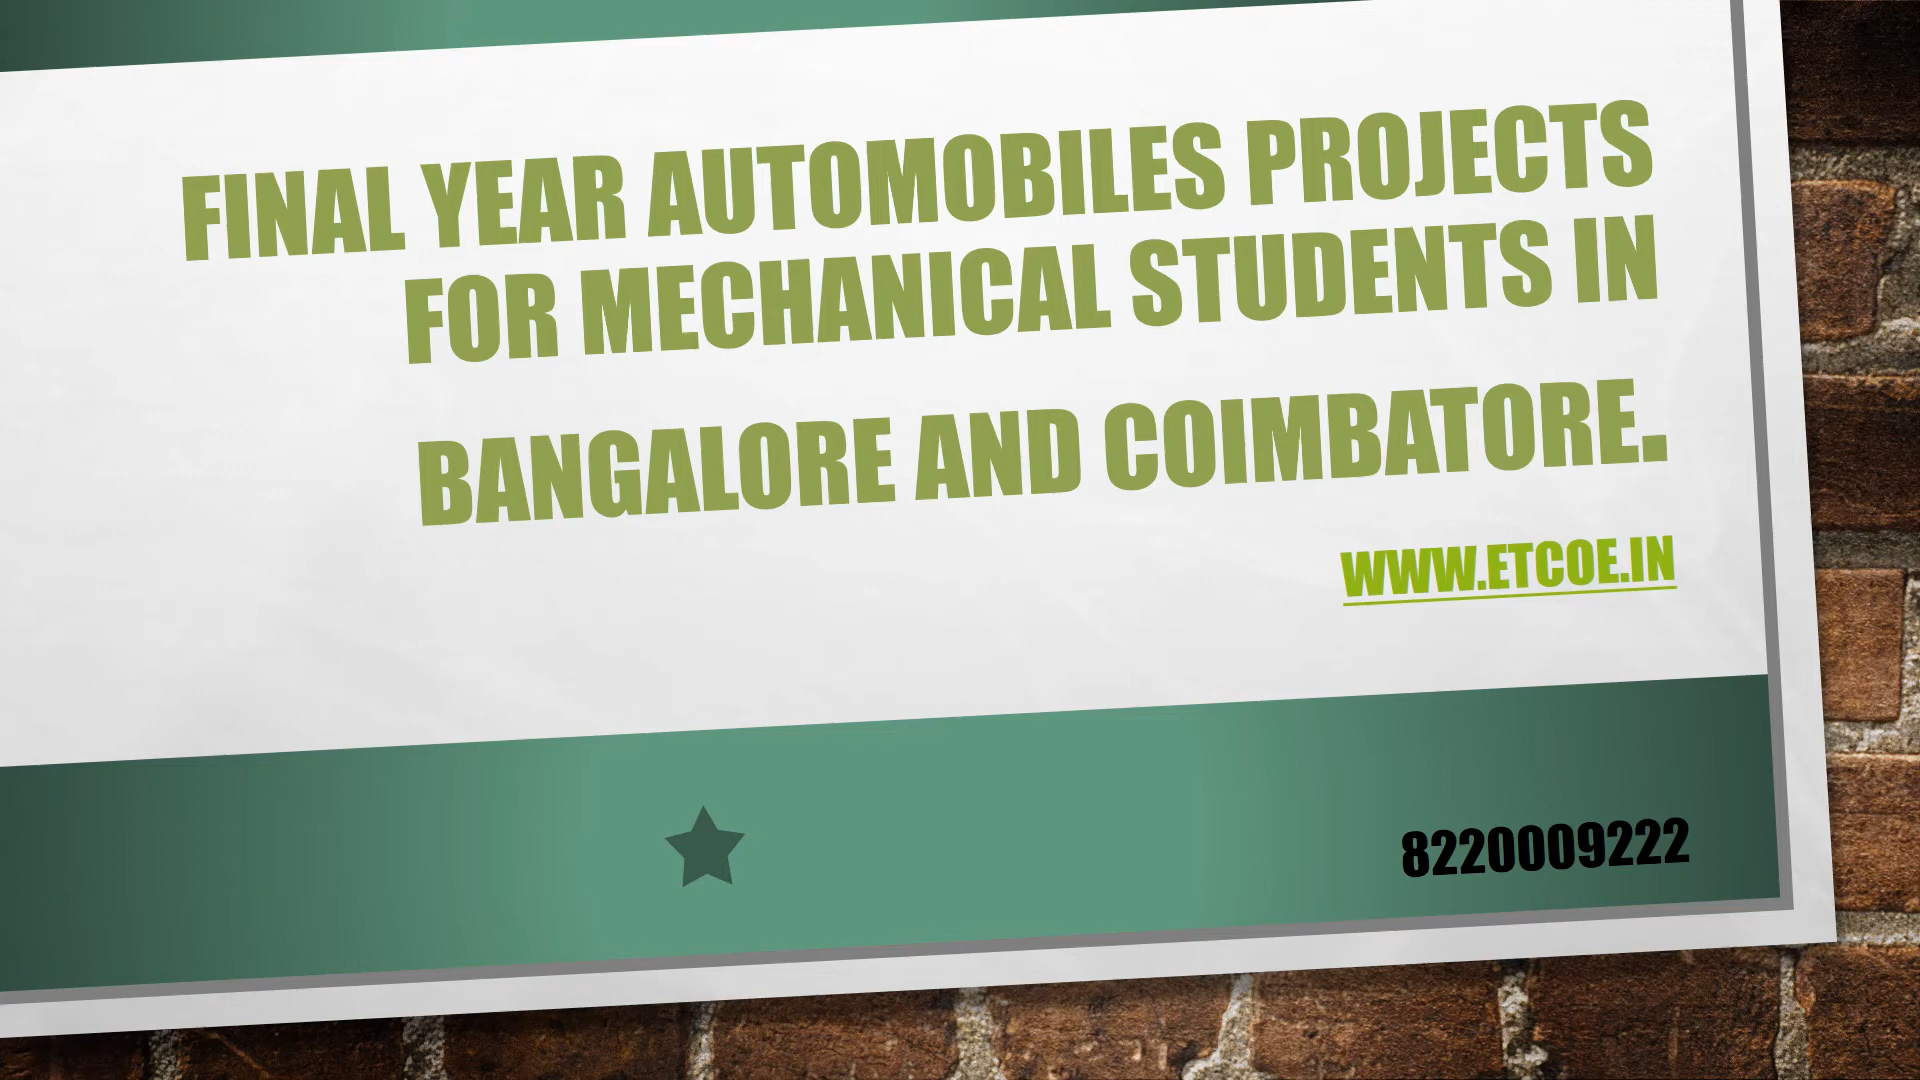 FINAL YEAR AUTOMOBILES PROJECTS
FOR MECHANICAL STUDENTS IN
BANGALORE AND COIMBATORE.
WWW.ETCOE.IN
8220009222